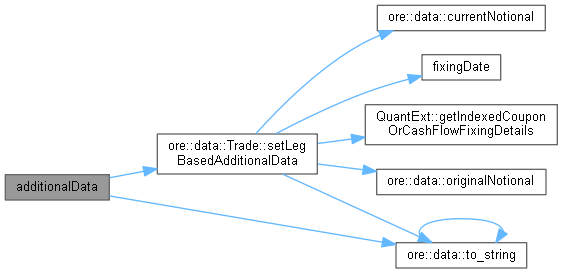 additionalData
ore::data::Trade::setLeg
BasedAdditionalData
ore::data::currentNotional
fixingDate
QuantExt::getIndexedCoupon
OrCashFlowFixingDetails
ore::data::originalNotional
ore::data::to_string